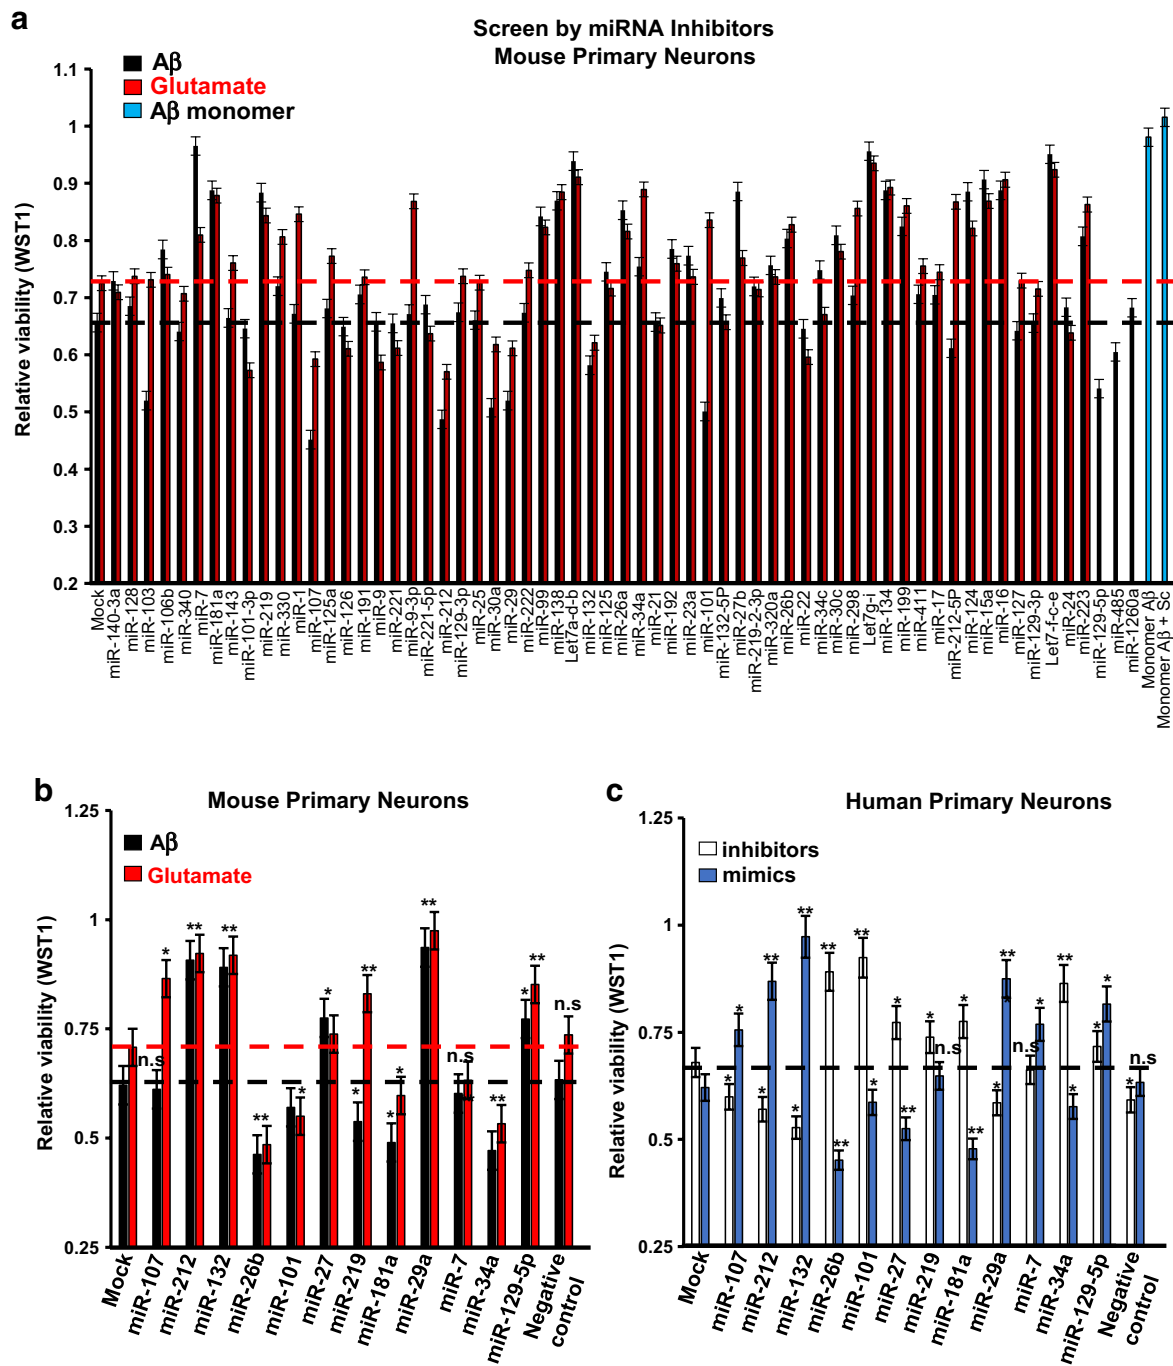 a
Screen by miRNA Inhibitors
Mouse Primary Neurons
Aβ
Glutamate
Aβ monomer
Relative viability (WST1)
1.1
1
0.9
0.8
0.7
0.6
0.5
0.4
0.3
0.2
Mock
miR-140-3a
miR-128
miR-103
miR-106b
miR-340
miR-7
miR-181a
miR-143
miR-101-3p
miR-219
miR-330
miR-1
miR-107
miR-125a
miR-126
miR-191
miR-9
miR-221
miR-9-3p
miR-221-5p
miR-212
miR-129-3p
miR-25
miR-30a
miR-29
miR-222
miR-99
miR-138
Let7a-d-b
miR-132
miR-125
miR-26a
miR-34a
miR-21
miR-192
miR-23a
miR-101
miR-132-5P
miR-27b
miR-219-2-3p
miR-320a
miR-26b
miR-22
miR-34c
miR-30c
miR-298
Let7g-i
miR-134
miR-199
miR-411
miR-17
miR-212-5P
miR-124
miR-15a
miR-16
miR-127
miR-129-3p
Let7-f-c-e
miR-24
miR-223
miR-129-5p
miR-485
miR-1260a
Monomer Aβ
Monomer Aβ + Sc
b
Mouse Primary Neurons
Aβ
Glutamate
Relative viability (WST1)
1.25
1
0.75
0.5
0.25
n.s
*
**
**
**
*
*
*
**
*
*
**
n.s
**
*
**
n.s
Mock
miR-107
miR-212
miR-132
miR-26b
miR-101
miR-27
miR-219
miR-181a
miR-29a
miR-7
miR-34a
miR-129-5p
Negative
control
c
Human Primary Neurons
inhibitors
mimics
Relative viability (WST1)
1.25
1
0.75
0.5
0.25
*
*
*
**
*
**
**
**
**
*
*
**
*
n.s
*
**
*
**
*
n.s
*
**
*
*
*
*
n.s
Mock
miR-107
miR-212
miR-132
miR-26b
miR-101
miR-27
miR-219
miR-181a
miR-29a
miR-7
miR-34a
miR-129-5p
Negative
control